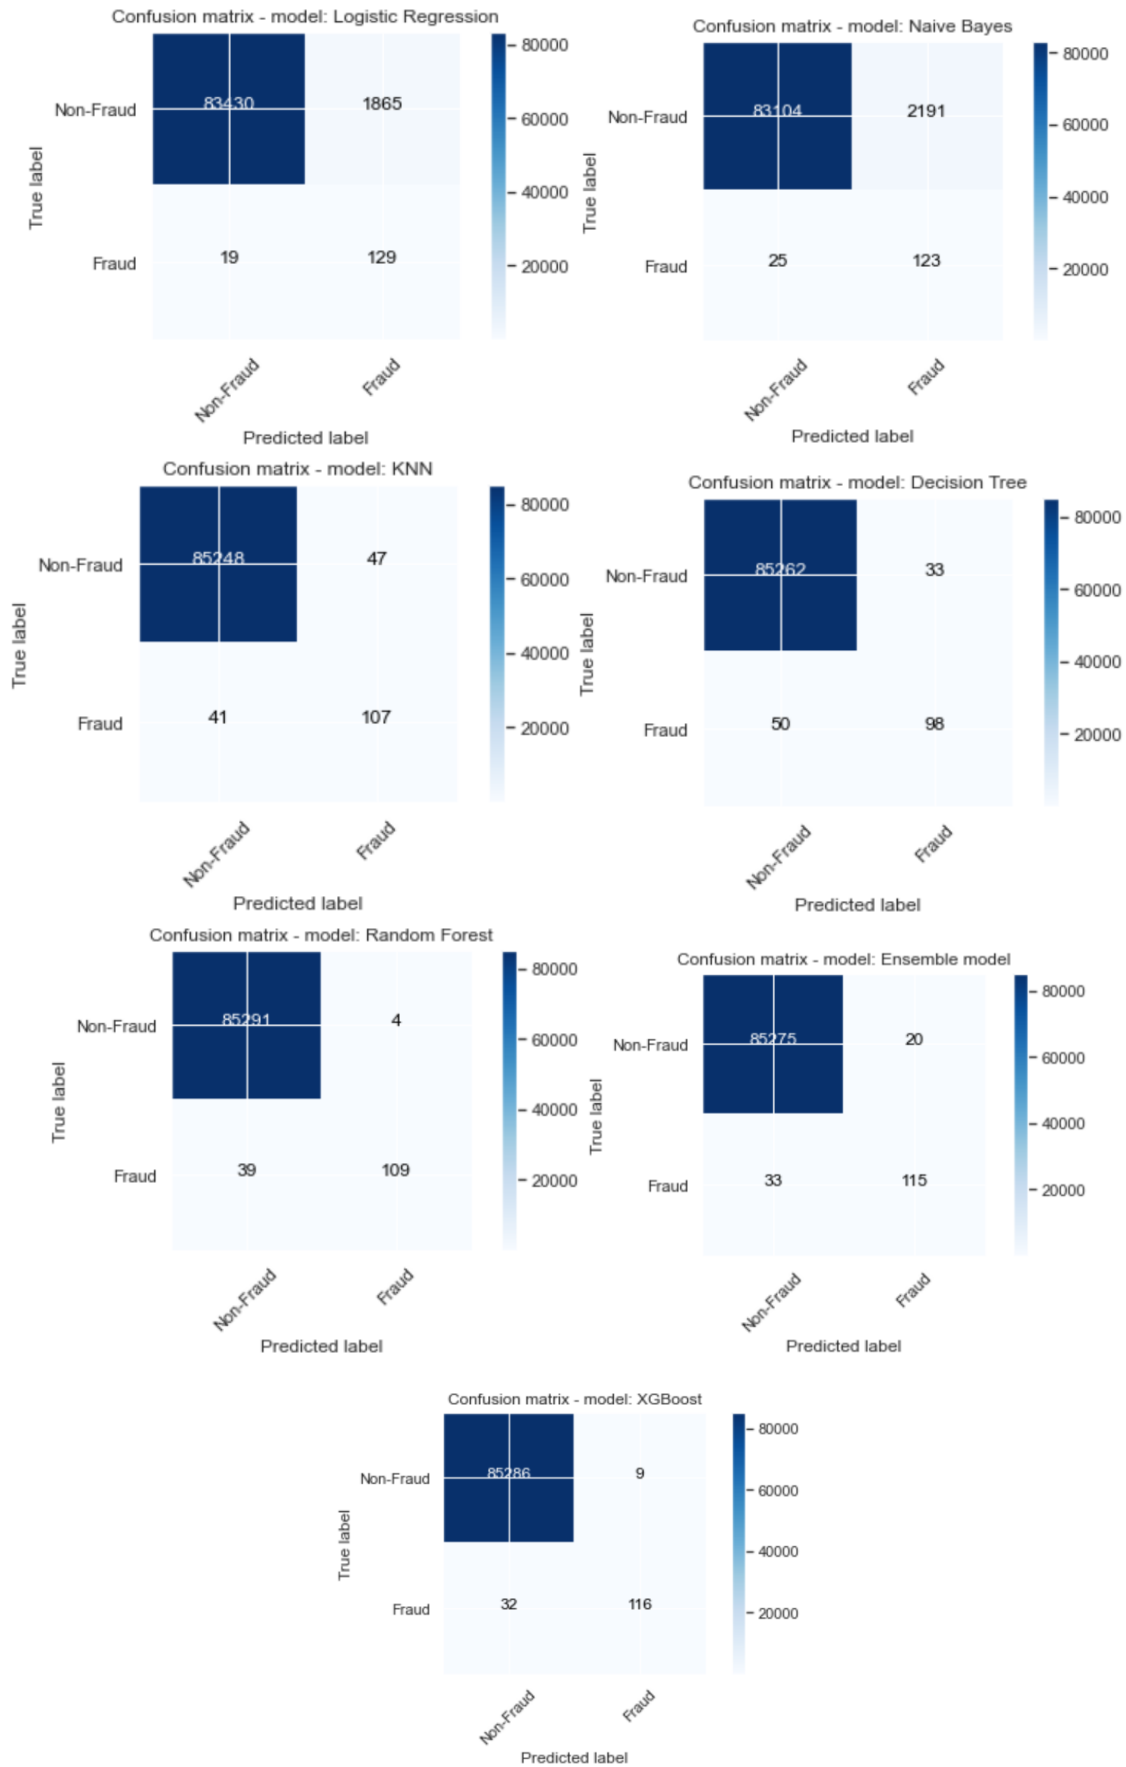 Confusion matrix - model: Logistic Regression
80000
83430
1865
Non-Fraud
60000
True label
40000
Fraud
19
129
20000
Non-Fraud
Fraud
Predicted label
Confusion matrix - model: Naive Bayes
80000
83104
2191
Non-Fraud
60000
True label
40000
Fraud
25
123
20000
Non-Fraud
Fraud
Predicted label
Confusion matrix - model: KNN
80000
85248
47
Non-Fraud
60000
True label
40000
Fraud
41
107
20000
Non-Fraud
Fraud
Predicted label
Confusion matrix - model: Decision Tree
80000
85262
33
Non-Fraud
60000
True label
40000
Fraud
50
98
20000
Non-Fraud
Fraud
Predicted label
Confusion matrix - model: Random Forest
80000
85291
4
Non-Fraud
60000
True label
40000
Fraud
39
109
20000
Non-Fraud
Fraud
Predicted label
Confusion matrix - model: Ensemble model
80000
85275
20
Non-Fraud
60000
True label
40000
Fraud
33
115
20000
Non-Fraud
Fraud
Predicted label
Confusion matrix - model: XGBoost
80000
85286
9
Non-Fraud
60000
True label
40000
Fraud
32
116
20000
Non-Fraud
Fraud
Predicted label